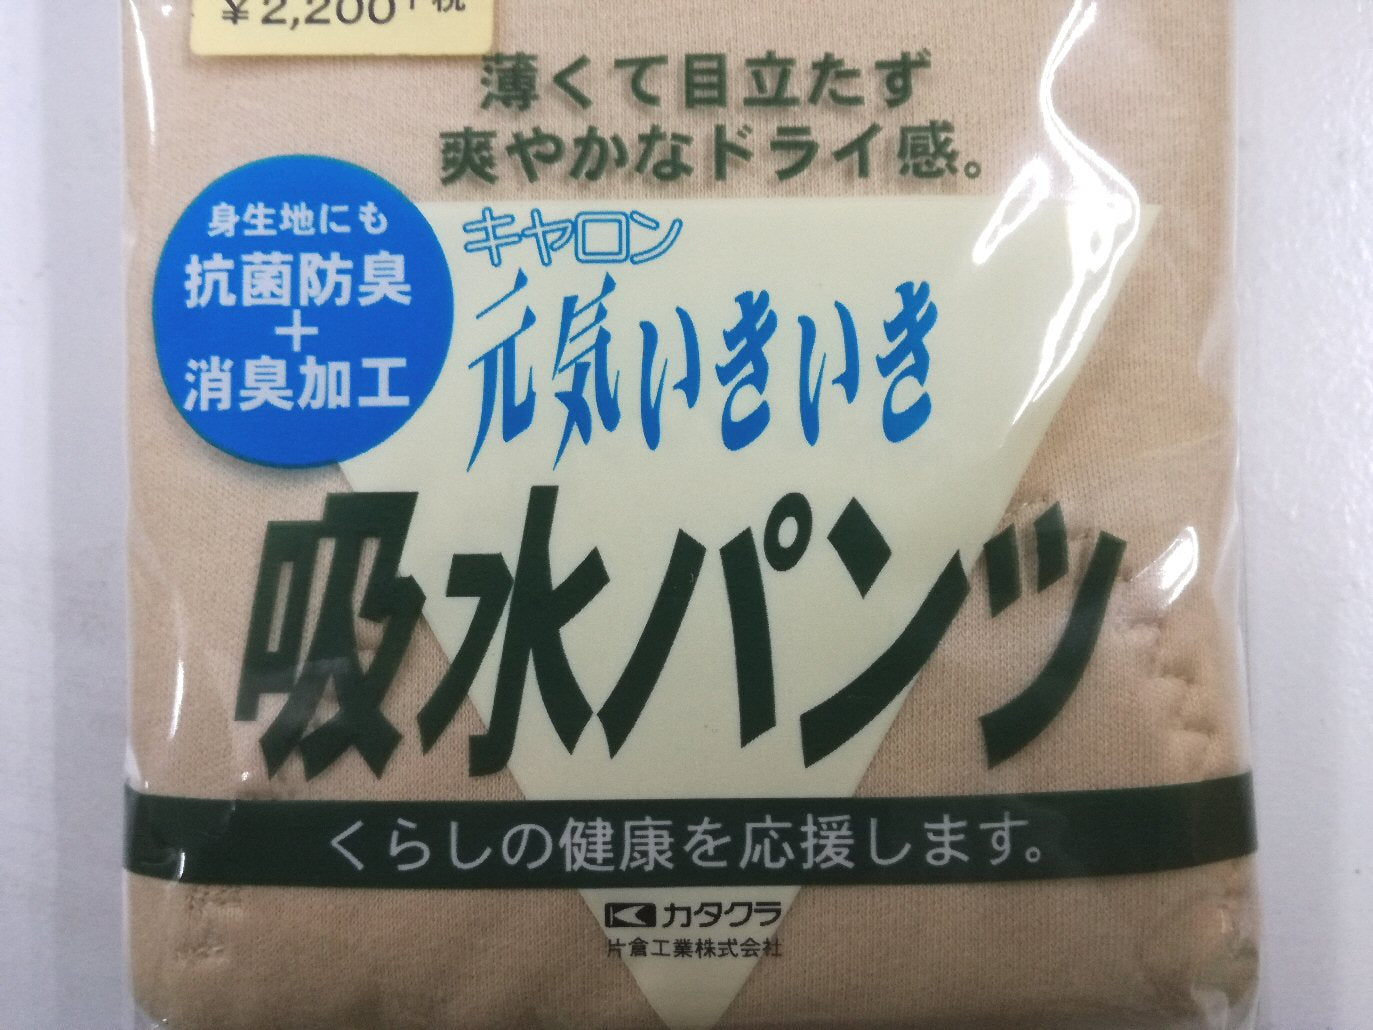 ¥2,200+税
薄くて目立たず
爽やかなドライ感。
身生地にも
抗菌防臭
+
消臭加工
キャロン
元気いきいき
吸水パンツ
くらしの健康を応援します。
カタクラ
片倉工業株式会社